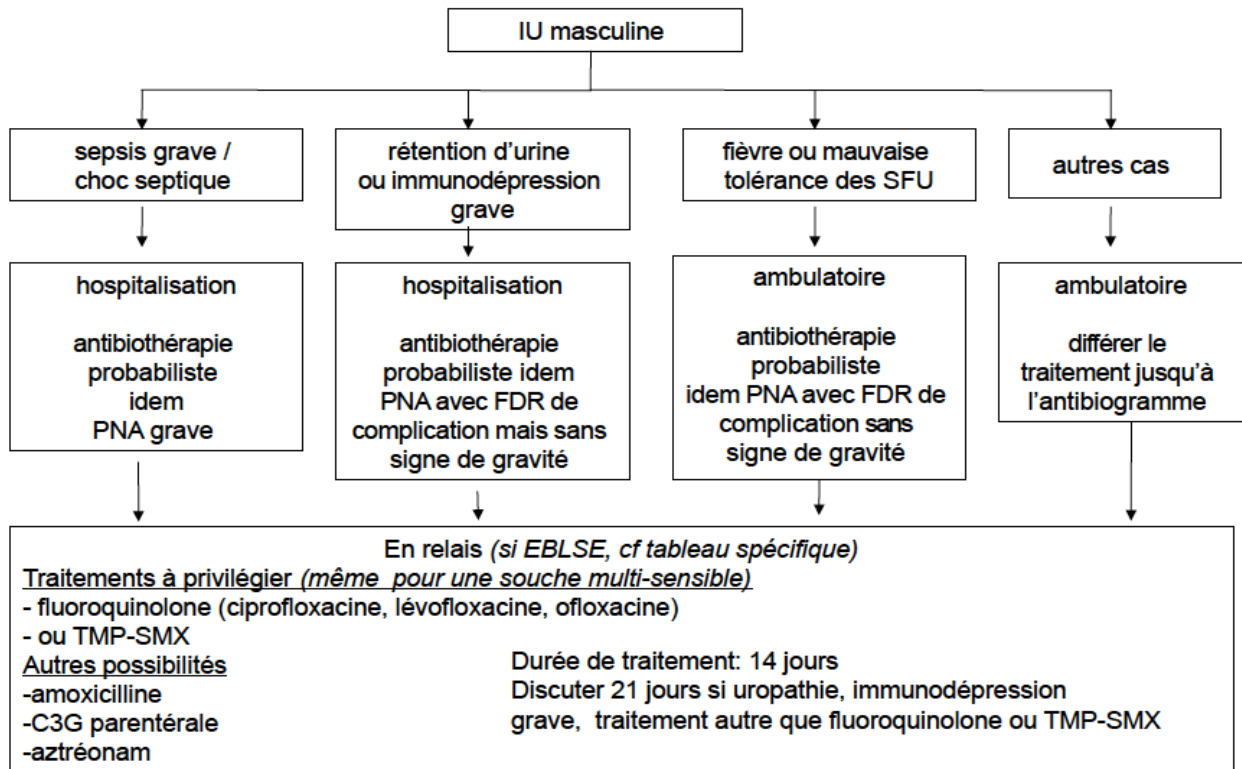 IU masculine
sepsis grave /
choc septique
rétention d'urine
ou immunodépression
grave
fièvre ou mauvaise
tolérance des SFU
autres cas
hospitalisation
antibiothérapie
probabiliste
idem
PNA grave
hospitalisation
antibiothérapie
probabiliste idem
PNA avec FDR de
complication mais sans
signe de gravité
ambulatoire
antibiothérapie
probabiliste
idem PNA avec FDR de
complication sans
signe de gravité
ambulatoire
différer le
traitement jusqu'à
l'antibiogramme
En relais (si EBLSE, cf tableau spécifique)
Traitements à privilégier (même pour une souche multi-sensible)
- fluoroquinolone (ciprofloxacine, lévofloxacine, ofloxacine)
- ou TMP-SMX
Autres possibilités
-amoxicilline
-C3G parentérale
-aztréonam
Durée de traitement: 14 jours
Discuter 21 jours si uropathie, immunodépression
grave, traitement autre que fluoroquinolone ou TMP-SMX